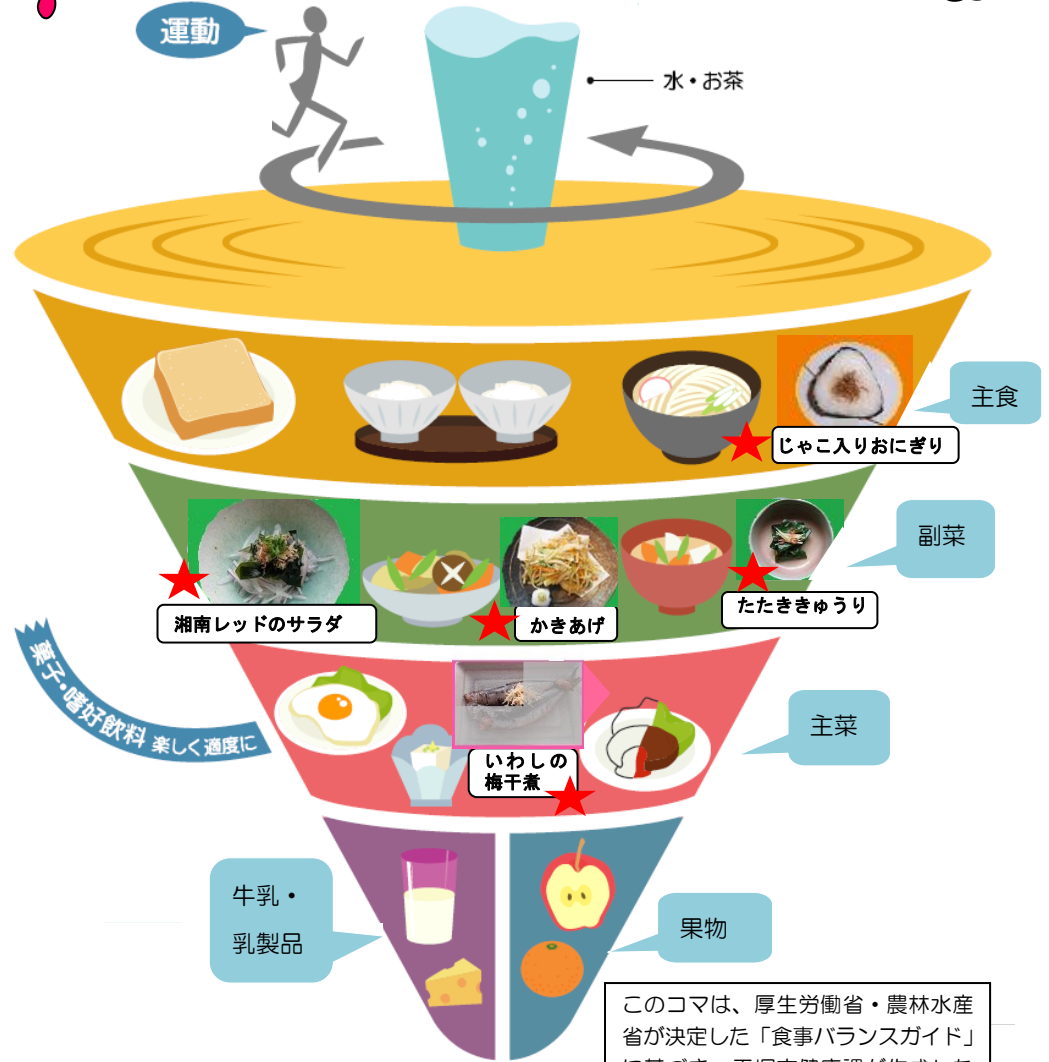 運動
水・お茶
主食
じゃこ入りおにぎり
副菜
湘南レッドのサラダ
かきあげ
たたききゅうり
菓子・嗜好飲料 楽しく適度に
主菜
いわしの
梅干煮
牛乳・
乳製品
果物
このコマは、厚生労働省・農林水産
省が決定した「食事バランスガイド」